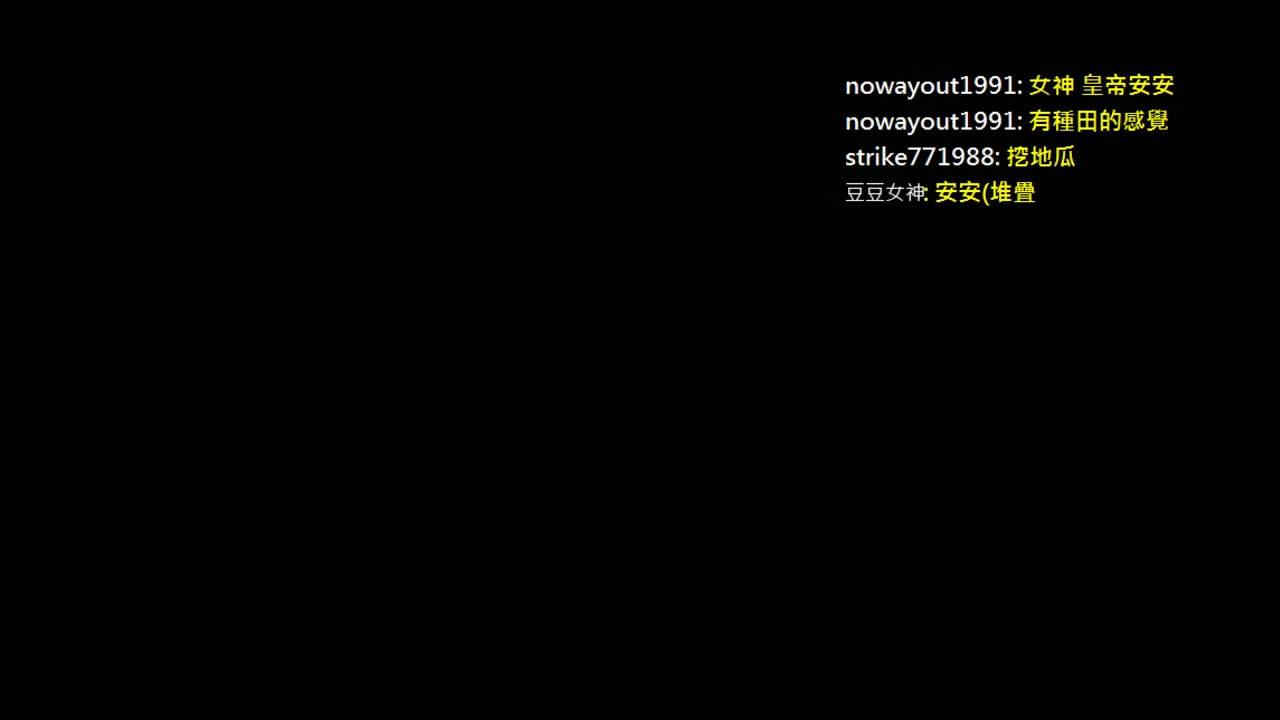 nowayout1991: 女神 皇帝安安
nowayout1991: 有種田的感覺
strike771988: 挖地瓜
豆豆女神: 安安(堆疊